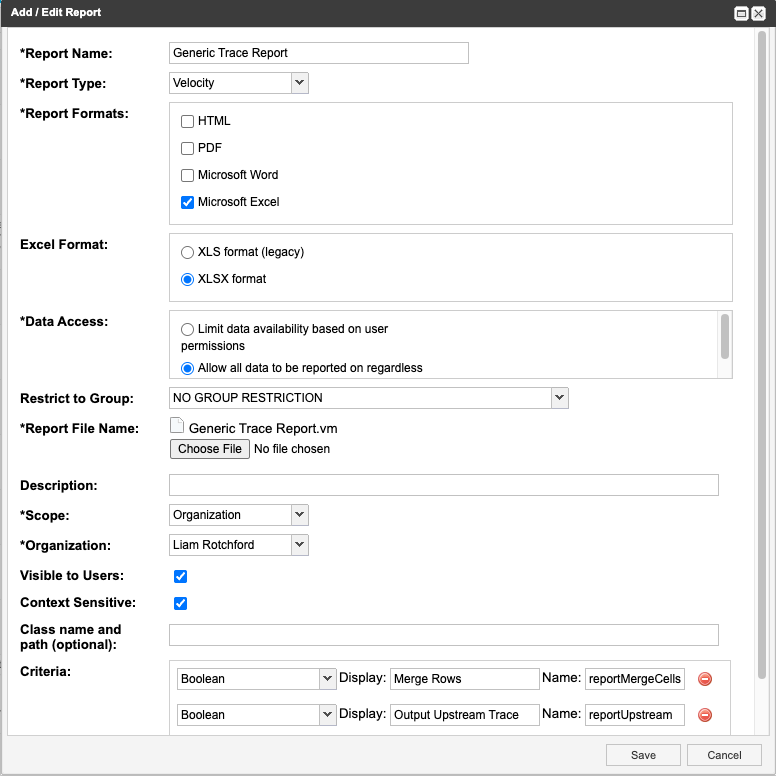 Add / Edit Report
*Report Name: Generic Trace Report
*Report Type: Velocity
*Report Formats:
HTML
PDF
Microsoft Word
Microsoft Excel
Excel Format:
XLS format (legacy)
XLSX format
*Data Access:
Limit data availability based on user
permissions
Allow all data to be reported on regardless
Restrict to Group: NO GROUP RESTRICTION
*Report File Name: Generic Trace Report.vm
Choose File No file chosen
Description:
*Scope: Organization
*Organization: Liam Rotchford
Visible to Users:
Context Sensitive:
Class name and
path (optional):
Criteria:
Boolean Display: Merge Rows Name: reportMergeCells
Boolean Display: Output Upstream Trace Name: reportUpstream
Save Cancel